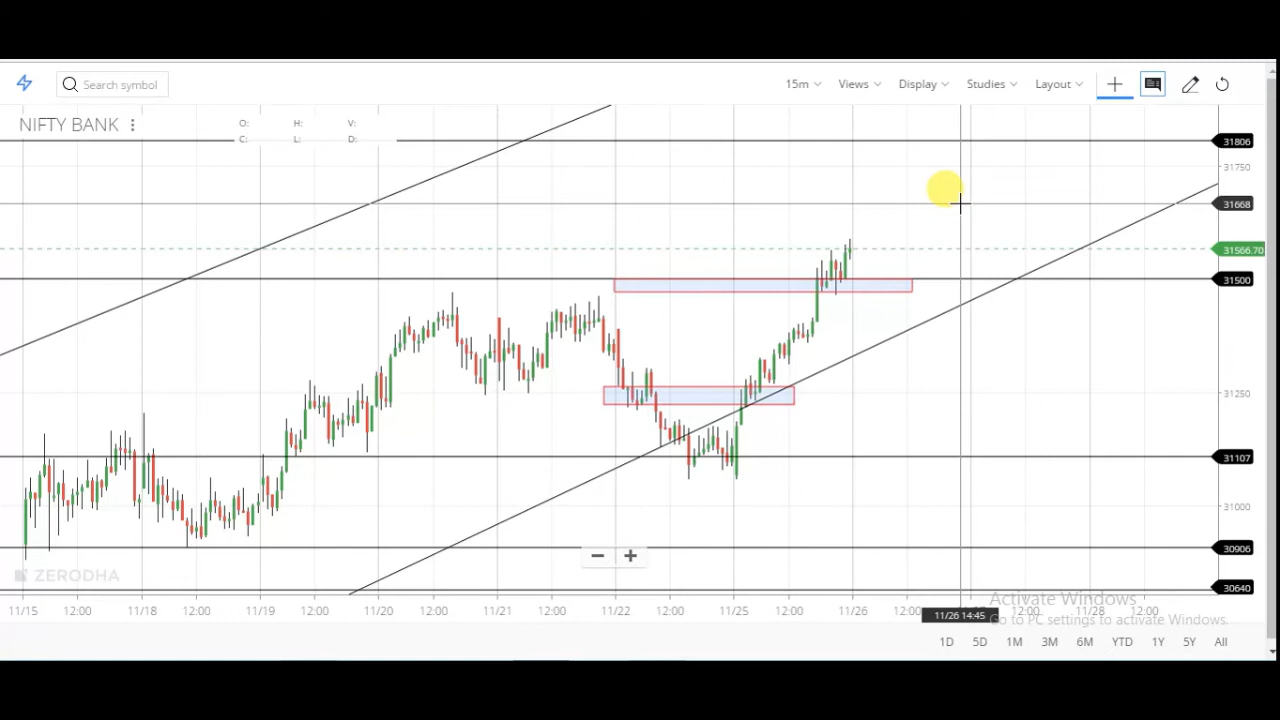 Search symbol
15m Views Display Studies Layout
NIFTY BANK
O: H: V:
C: L: D:
31806
31750
31668
31566.70
31500
31250
31107
31000
30906
30640
ZERODHA
11/15 12:00 11/18 12:00 11/19 12:00 11/20 12:00 11/21 12:00 11/22 12:00 11/25 12:00 11/26 12:00 12:00 11/28 12:00
11/26 14:45
Activate Windows
Go to PC settings to activate Windows.
1D 5D 1M 3M 6M YTD 1Y 5Y All